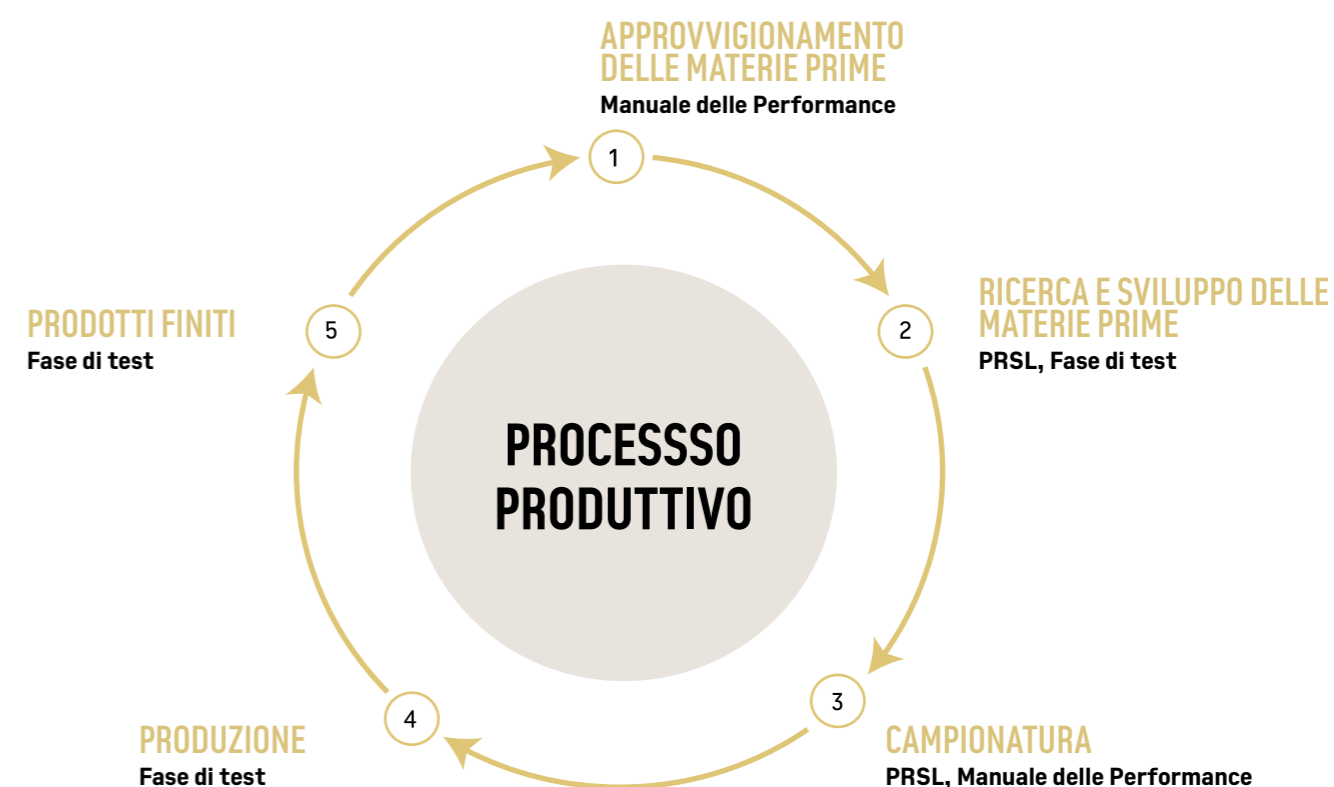 APPROVVIGIONAMENTO
DELLE MATERIE PRIME
Manuale delle Performance
1
RICERCA E SVILUPPO DELLE
MATERIE PRIME
PRSL, Fase di test
2
PRODOTTI FINITI
Fase di test
5
PROCESSSO
PRODUTTIVO
3
CAMPIONATURA
PRSL, Manuale delle Performance
4
PRODUZIONE
Fase di test